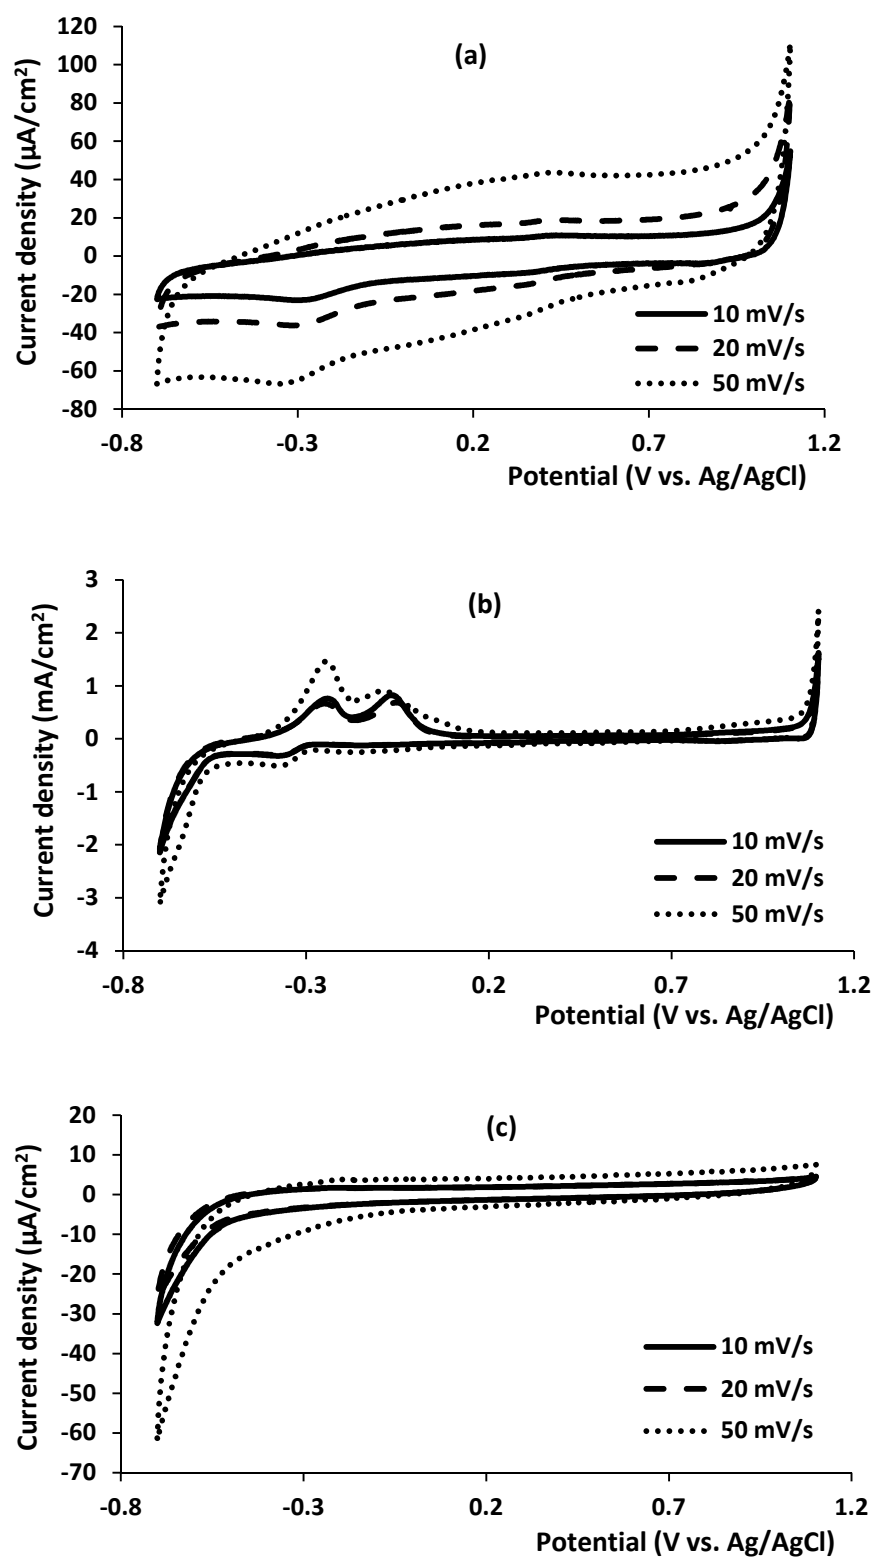 (a)
Current density (µA/cm²)
120
100
80
60
40
20
0
-20
-40
-60
-80
-0.8
-0.3
0.2
0.7
1.2
10 mV/s
20 mV/s
50 mV/s
Potential (V vs. Ag/AgCl)
(b)
Current density (mA/cm²)
3
2
1
0
-1
-2
-3
-4
-0.8
-0.3
0.2
0.7
1.2
10 mV/s
20 mV/s
50 mV/s
Potential (V vs. Ag/AgCl)
(c)
Current density (µA/cm²)
20
10
0
-10
-20
-30
-40
-50
-60
-70
-0.8
-0.3
0.2
0.7
1.2
10 mV/s
20 mV/s
50 mV/s
Potential (V vs. Ag/AgCl)